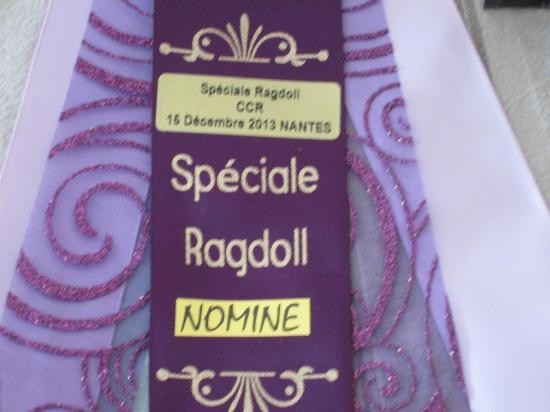 Spéciale Ragdoll
CCR
15 Décembre 2013 NANTES
Spéciale
Ragdoll
NOMINE